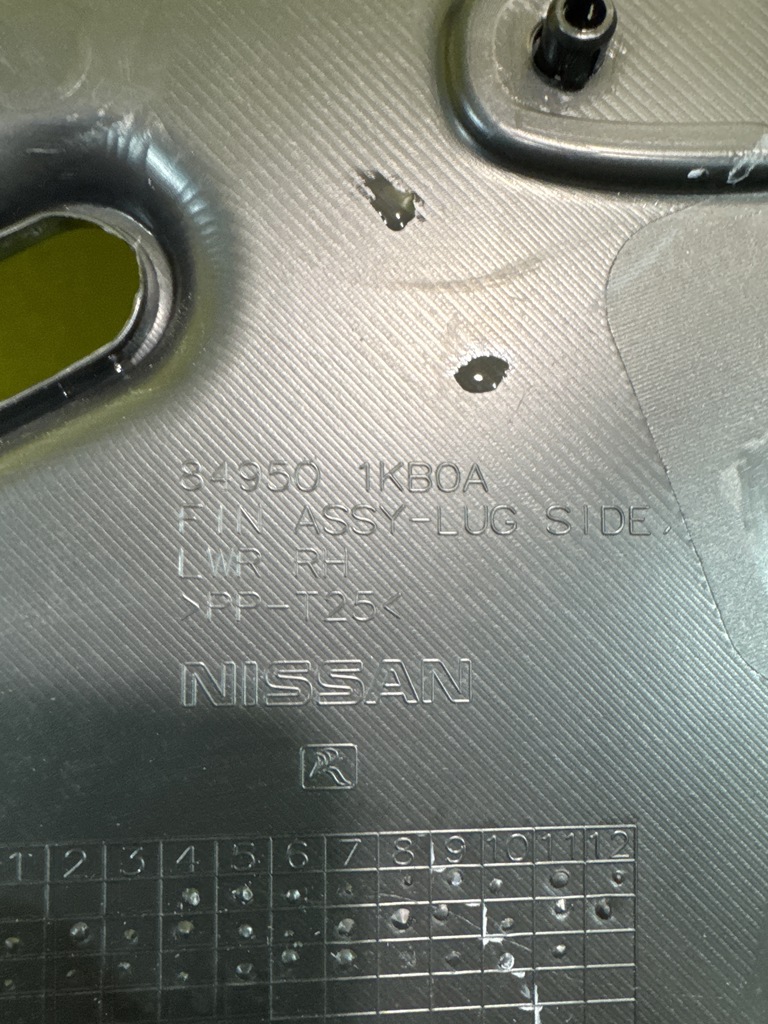 84950 1KB0A
FIN ASSY-LUG SIDE,
LWR RH
>PP-T25<
NISSAN
1 2 3 4 5 6 7 8 9 10 11 12